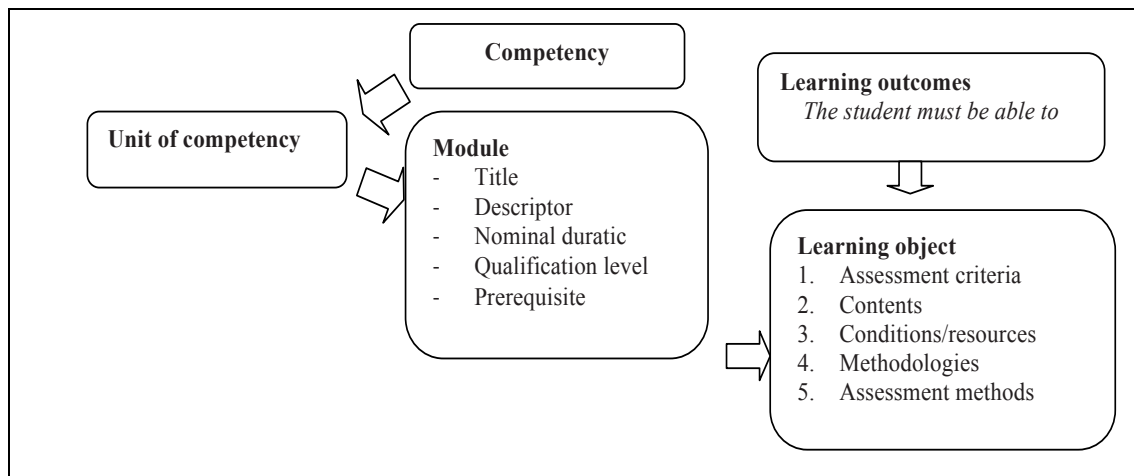 Competency
Learning outcomes
The student must be able to
Unit of competency
Module
- Title
- Descriptor
- Nominal duratic
- Qualification level
- Prerequisite
Learning object
1. Assessment criteria
2. Contents
3. Conditions/resources
4. Methodologies
5. Assessment methods